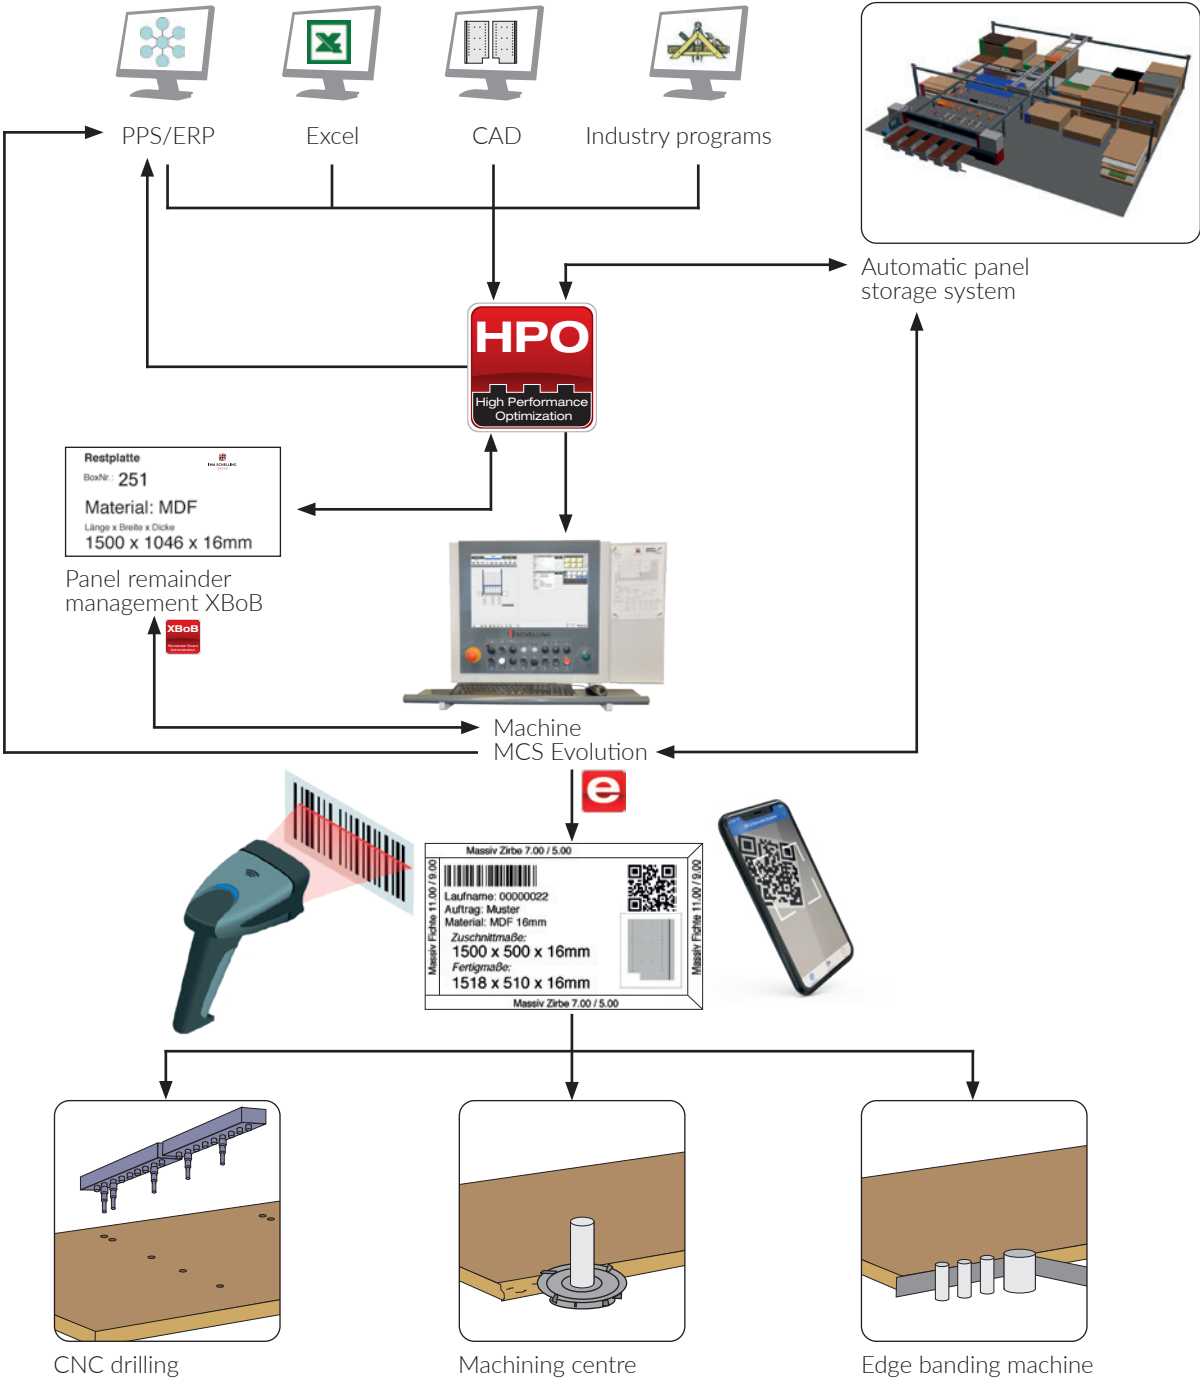 PPS/ERP
Excel
CAD
Industry programs
Automatic panel
storage system
HPO
High Performance
Optimization
Restplatte
IMA SCHELLING
GROUP
BoxNr.: 251
Material: MDF
Länge x Breite x Dicke
1500 x 1046 x 16mm
Panel remainder
management XBoB
XBoB
SCHELLING
Machine
MCS Evolution
e
Massiv Zirbe 7.00 / 5.00
Massiv Fichte 11.00 / 9.00
Laufname: 00000022
Auftrag: Muster
Material: MDF 16mm
Zuschnittmaße:
1500 x 500 x 16mm
Fertigmaße:
1518 x 510 x 16mm
Massiv Fichte 11.00 / 9.00
Massiv Zirbe 7.00 / 5.00
CNC drilling
Machining centre
Edge banding machine